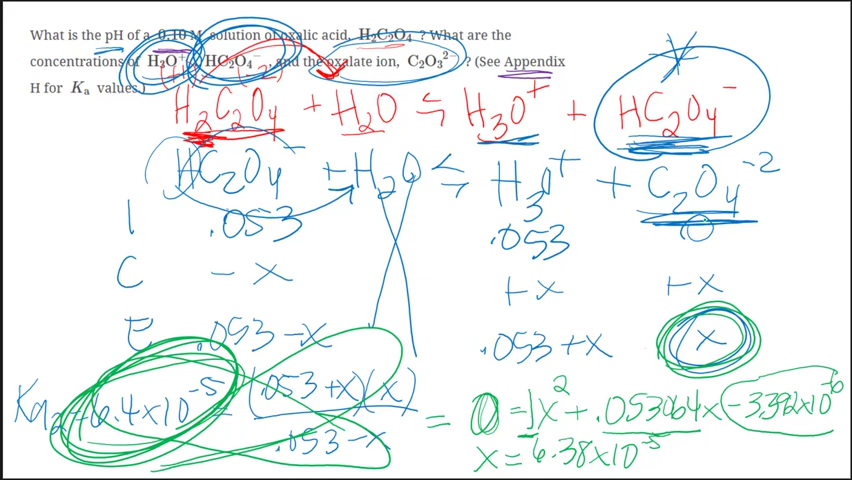 What is the pH of a 0.10 M solution of oxalic acid, H₂C₂O₄ ? What are the
concentrations of H₃O⁺, HC₂O₄⁻, and the oxalate ion, C₂O₃²⁻ ? (See Appendix
H for Kₐ values.)
H₂C₂O₄ + H₂O ⇌ H₃O⁺ + HC₂O₄⁻
HC₂O₄⁻ + H₂O ⇌ H₃O⁺ + C₂O₄⁻²
I .053 .053 0
C - x + x + x
E .053 - x .053 + x x
Ka₂ = 6.4 x 10⁻⁵ = (.053 + x)(x) / .053 - x = 0 = 1x² + .053064x - 3.392 x 10⁻⁶
x = 6.38 x 10⁻⁵